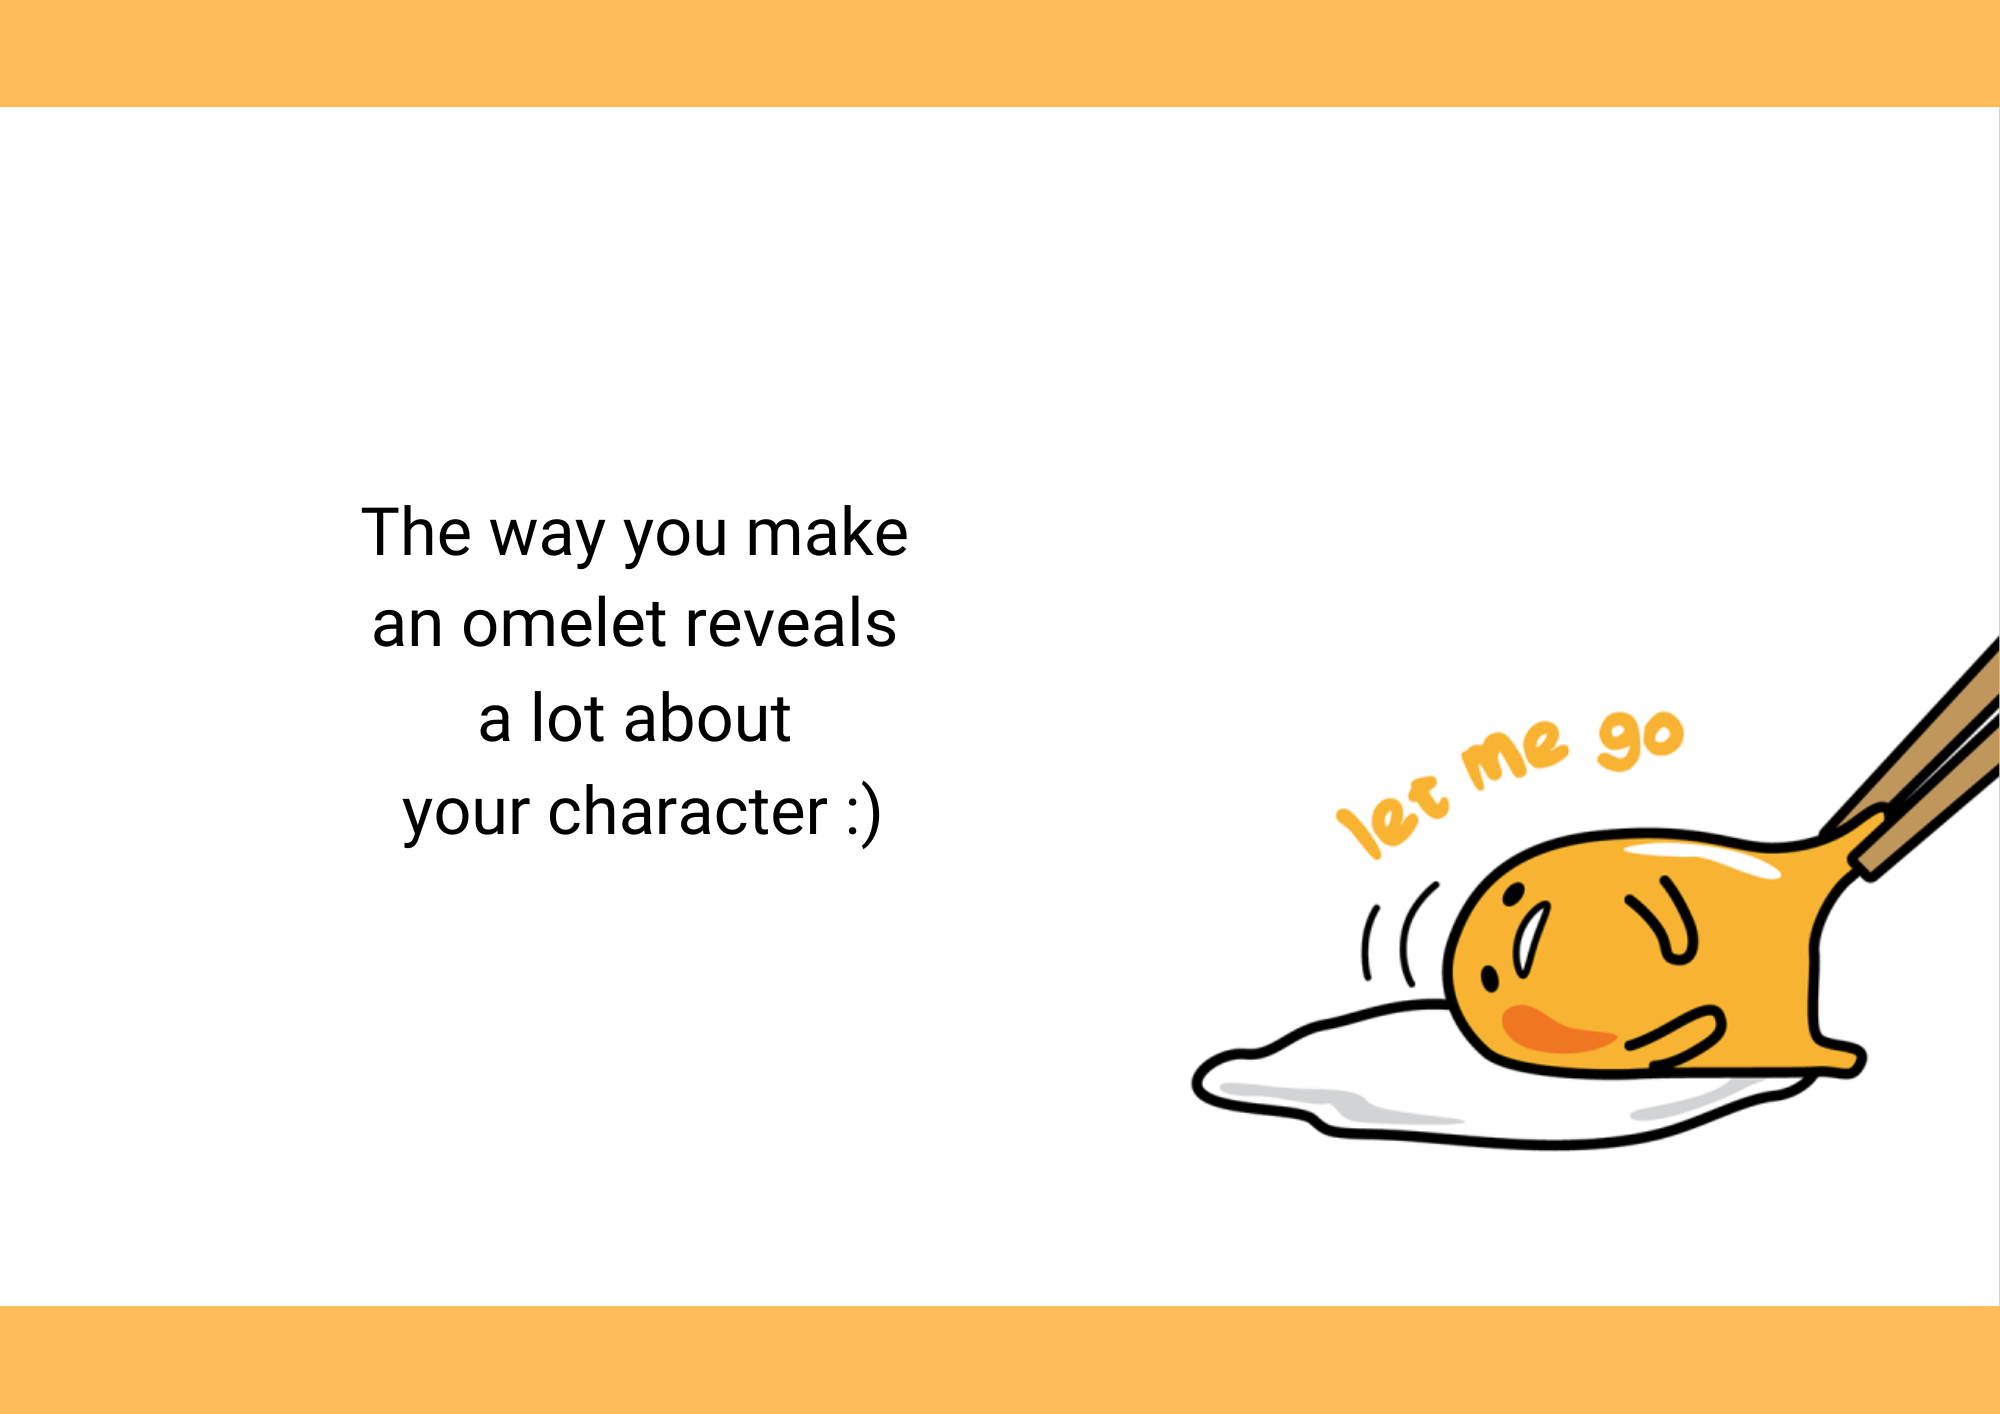 The way you make
an omelet reveals
a lot about
your character :)
let me go